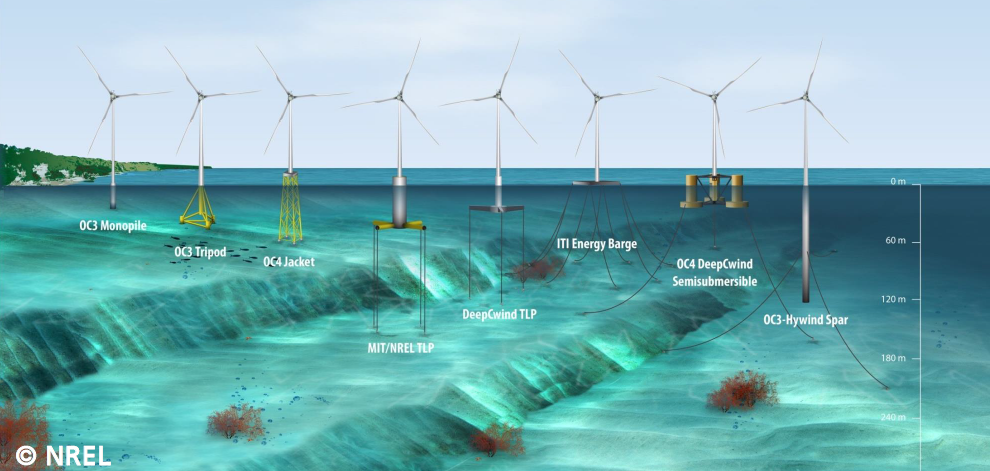 OC3 Monopile
OC3 Tripod
OC4 Jacket
MIT/NREL TLP
DeepCwind TLP
ITI Energy Barge
OC4 DeepCwind
Semisubmersible
OC3-Hywind Spar
0 m
60 m
120 m
180 m
240 m
© NREL